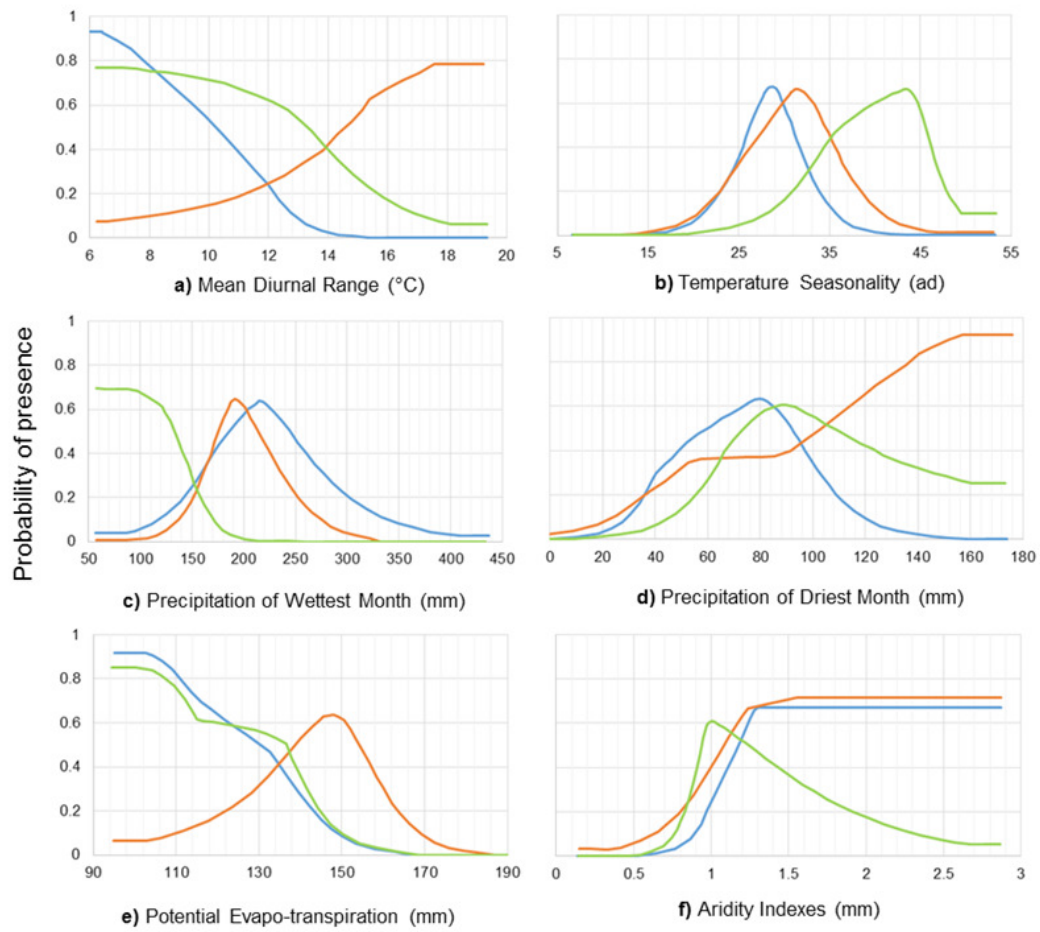 1
0.8
0.6
0.4
0.2
0
6 8 10 12 14 16 18 20
a) Mean Diurnal Range (°C)
5 15 25 35 45 55
b) Temperature Seasonality (ad)
Probability of presence
1
0.8
0.6
0.4
0.2
0
50 100 150 200 250 300 350 400 450
c) Precipitation of Wettest Month (mm)
0 20 40 60 80 100 120 140 160 180
d) Precipitation of Driest Month (mm)
1
0.8
0.6
0.4
0.2
0
90 110 130 150 170 190
e) Potential Evapo-transpiration (mm)
0 0.5 1 1.5 2 2.5 3
f) Aridity Indexes (mm)